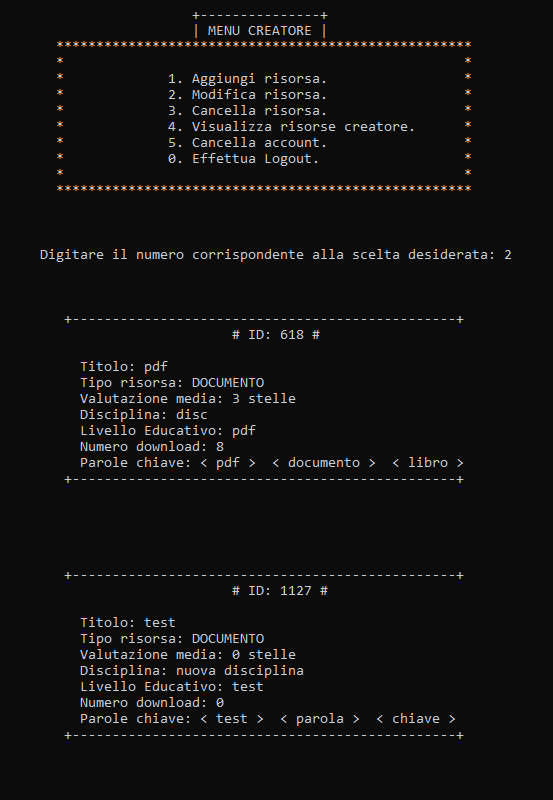 +---------------+
| MENU CREATORE |
****************************************************
*                                                  *
*             1. Aggiungi risorsa.                 *
*             2. Modifica risorsa.                 *
*             3. Cancella risorsa.                 *
*             4. Visualizza risorse creatore.      *
*             5. Cancella account.                 *
*             0. Effettua Logout.                  *
*                                                  *
****************************************************
Digitare il numero corrispondente alla scelta desiderata: 2
+------------------------------------------------+
# ID: 618 #
Titolo: pdf
Tipo risorsa: DOCUMENTO
Valutazione media: 3 stelle
Disciplina: disc
Livello Educativo: pdf
Numero download: 8
Parole chiave: < pdf >  < documento >  < libro >
+------------------------------------------------+
+------------------------------------------------+
# ID: 1127 #
Titolo: test
Tipo risorsa: DOCUMENTO
Valutazione media: 0 stelle
Disciplina: nuova disciplina
Livello Educativo: test
Numero download: 0
Parole chiave: < test >  < parola >  < chiave >
+------------------------------------------------+